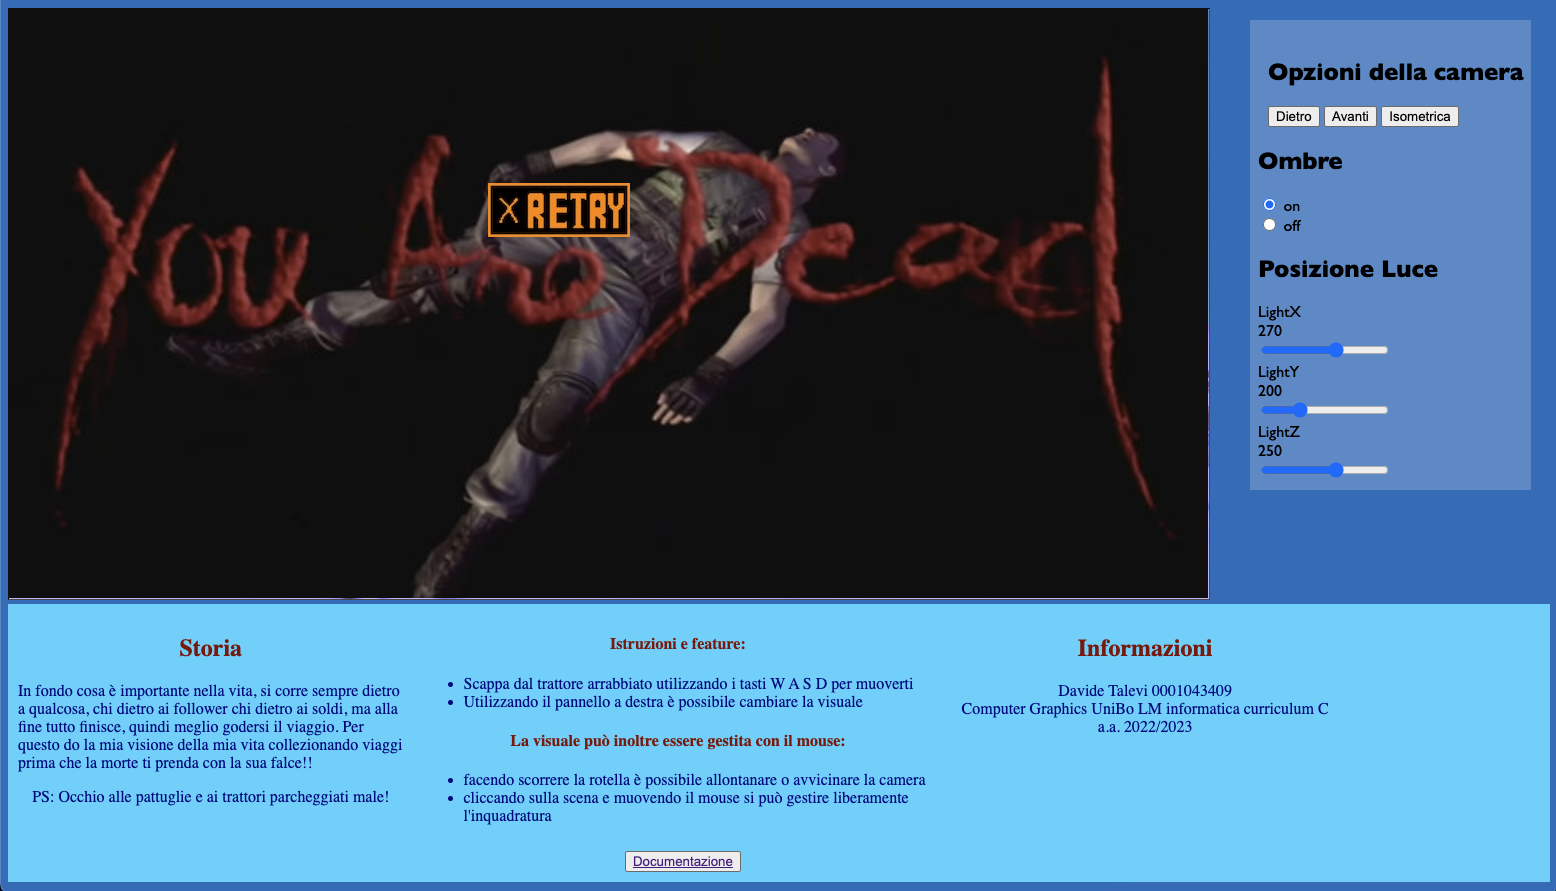 You Are Dead
X RETRY
Opzioni della camera
Dietro Avanti Isometrica
Ombre
on
off
Posizione Luce
LightX
270
LightY
200
LightZ
250
Storia
In fondo cosa è importante nella vita, si corre sempre dietro
a qualcosa, chi dietro ai follower chi dietro ai soldi, ma alla
fine tutto finisce, quindi meglio godersi il viaggio. Per
questo do la mia visione della mia vita collezionando viaggi
prima che la morte ti prenda con la sua falce!!
PS: Occhio alle pattuglie e ai trattori parcheggiati male!
Istruzioni e feature:
Scappa dal trattore arrabbiato utilizzando i tasti W A S D per muoverti
Utilizzando il pannello a destra è possibile cambiare la visuale
La visuale può inoltre essere gestita con il mouse:
facendo scorrere la rotella è possibile allontanare o avvicinare la camera
cliccando sulla scena e muovendo il mouse si può gestire liberamente
l'inquadratura
Documentazione
Informazioni
Davide Talevi 0001043409
Computer Graphics UniBo LM informatica curriculum C
a.a. 2022/2023